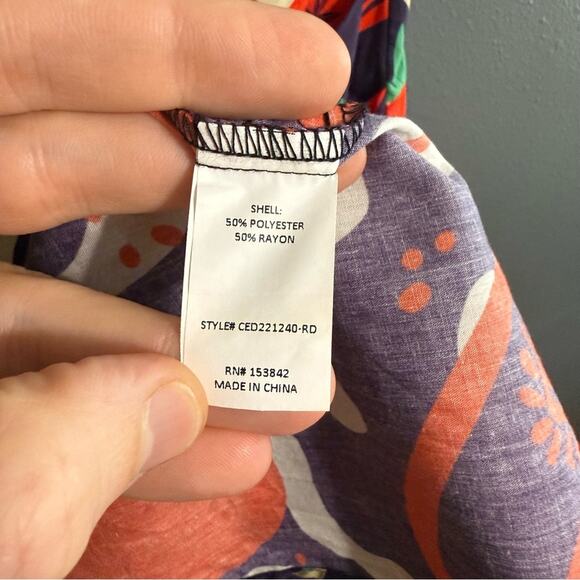 SHELL:
50% POLYESTER
50% RAYON
STYLE# CED221240-RD
RN# 153842
MADE IN CHINA